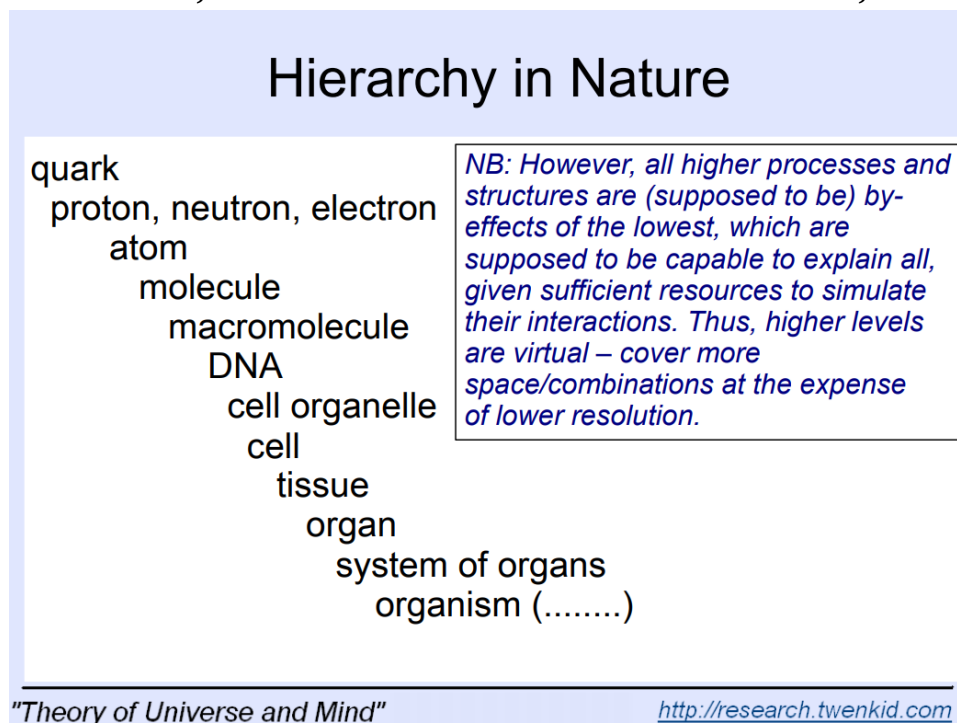 Hierarchy in Nature
quark
proton, neutron, electron
atom
molecule
macromolecule
DNA
cell organelle
cell
tissue
organ
system of organs
organism (........)
NB: However, all higher processes and
structures are (supposed to be) by-
effects of the lowest, which are
supposed to be capable to explain all,
given sufficient resources to simulate
their interactions. Thus, higher levels
are virtual – cover more
space/combinations at the expense
of lower resolution.
"Theory of Universe and Mind"
http://research.twenkid.com